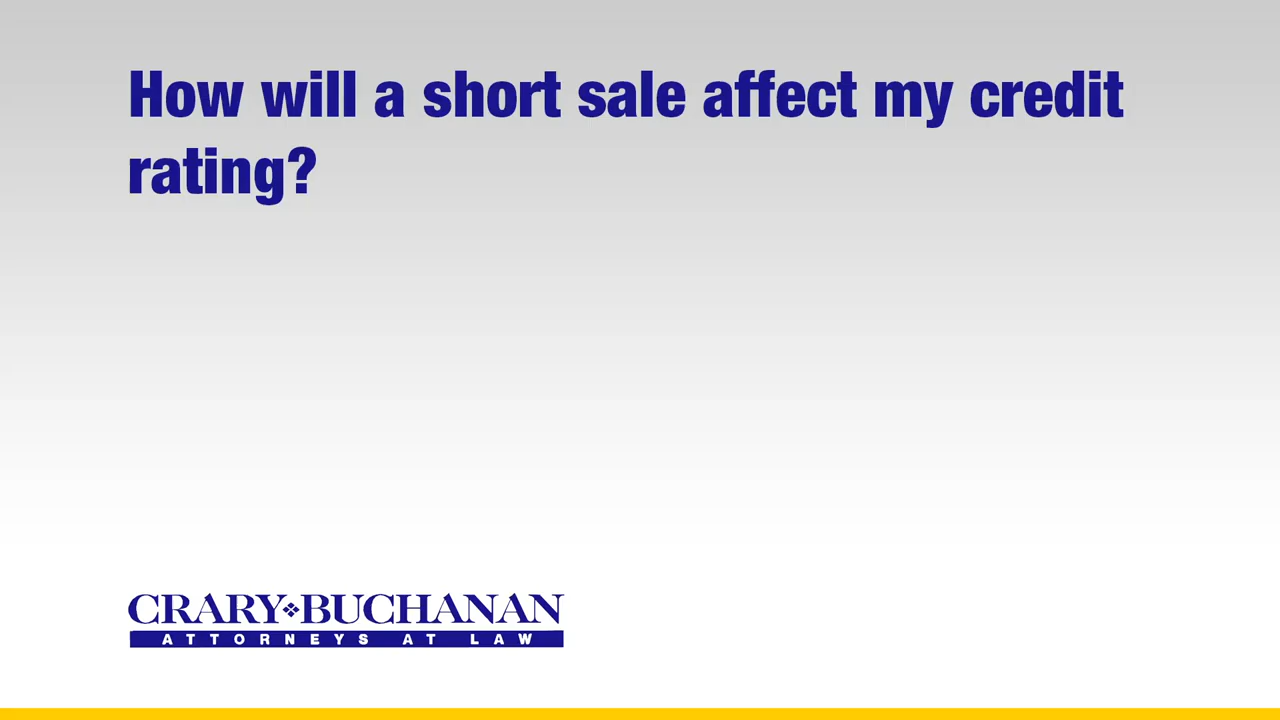 How will a short sale affect my credit
rating?
CRARY BUCHANAN
ATTORNEYS AT LAW